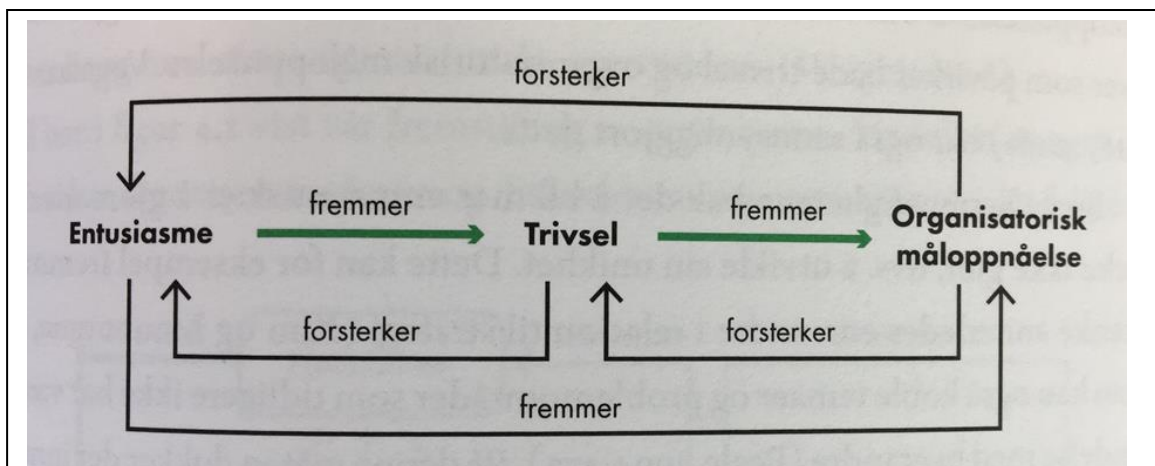 forsterker
fremmer
fremmer
Entusiasme
Trivsel
Organisatorisk
måloppnåelse
forsterker
forsterker
fremmer